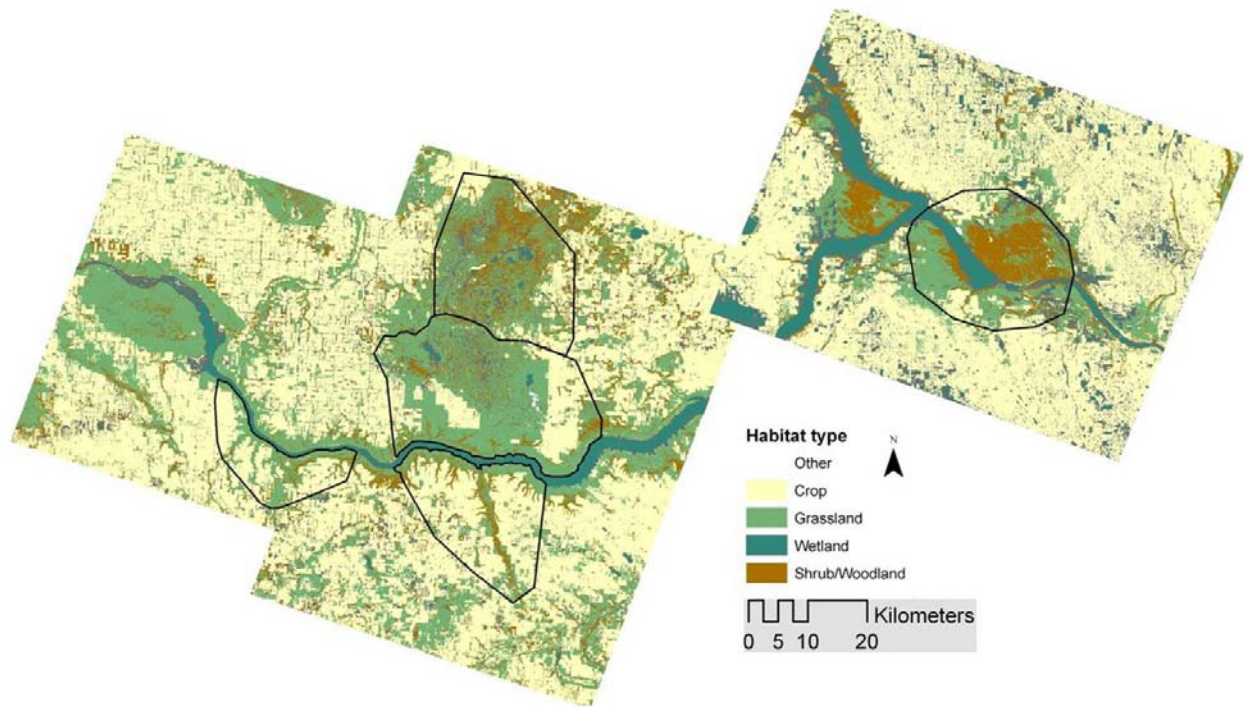 Habitat type
N
Other
Crop
Grassland
Wetland
Shrub/Woodland
Kilometers
0 5 10 20